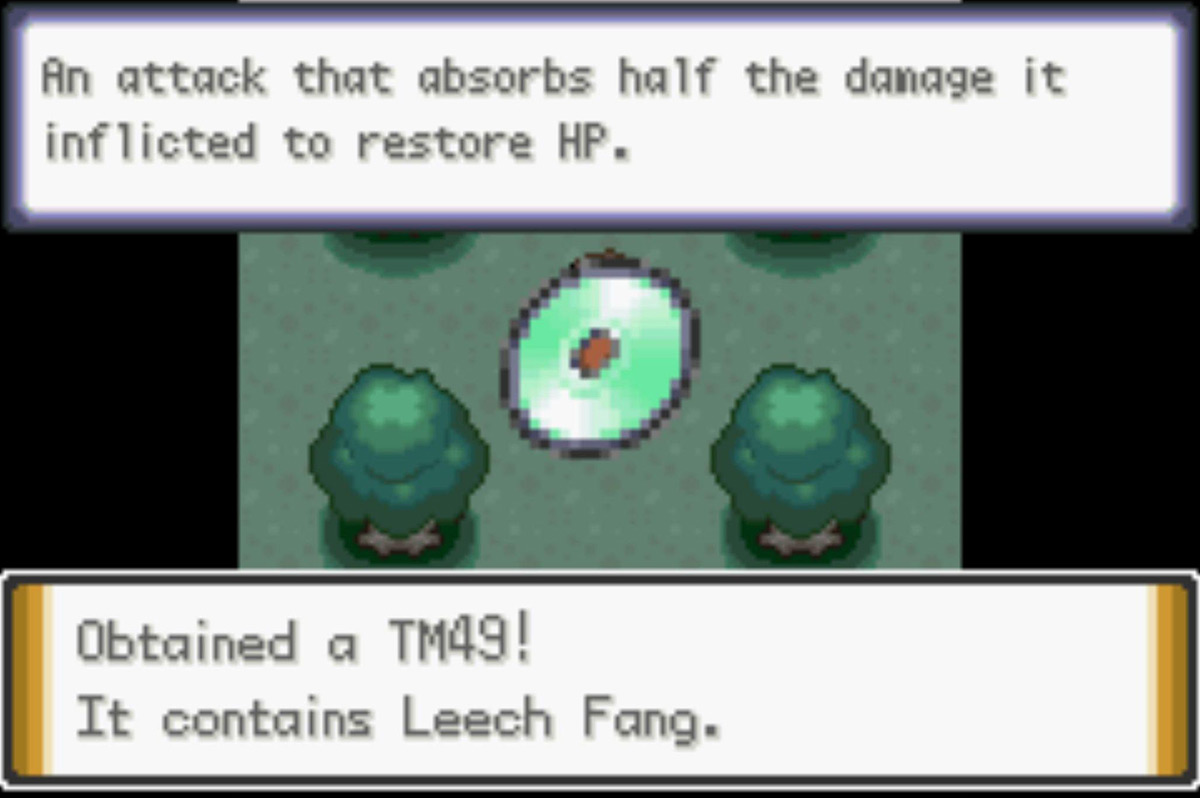 An attack that absorbs half the damage it
inflicted to restore HP.
Obtained a TM49!
It contains Leech Fang.